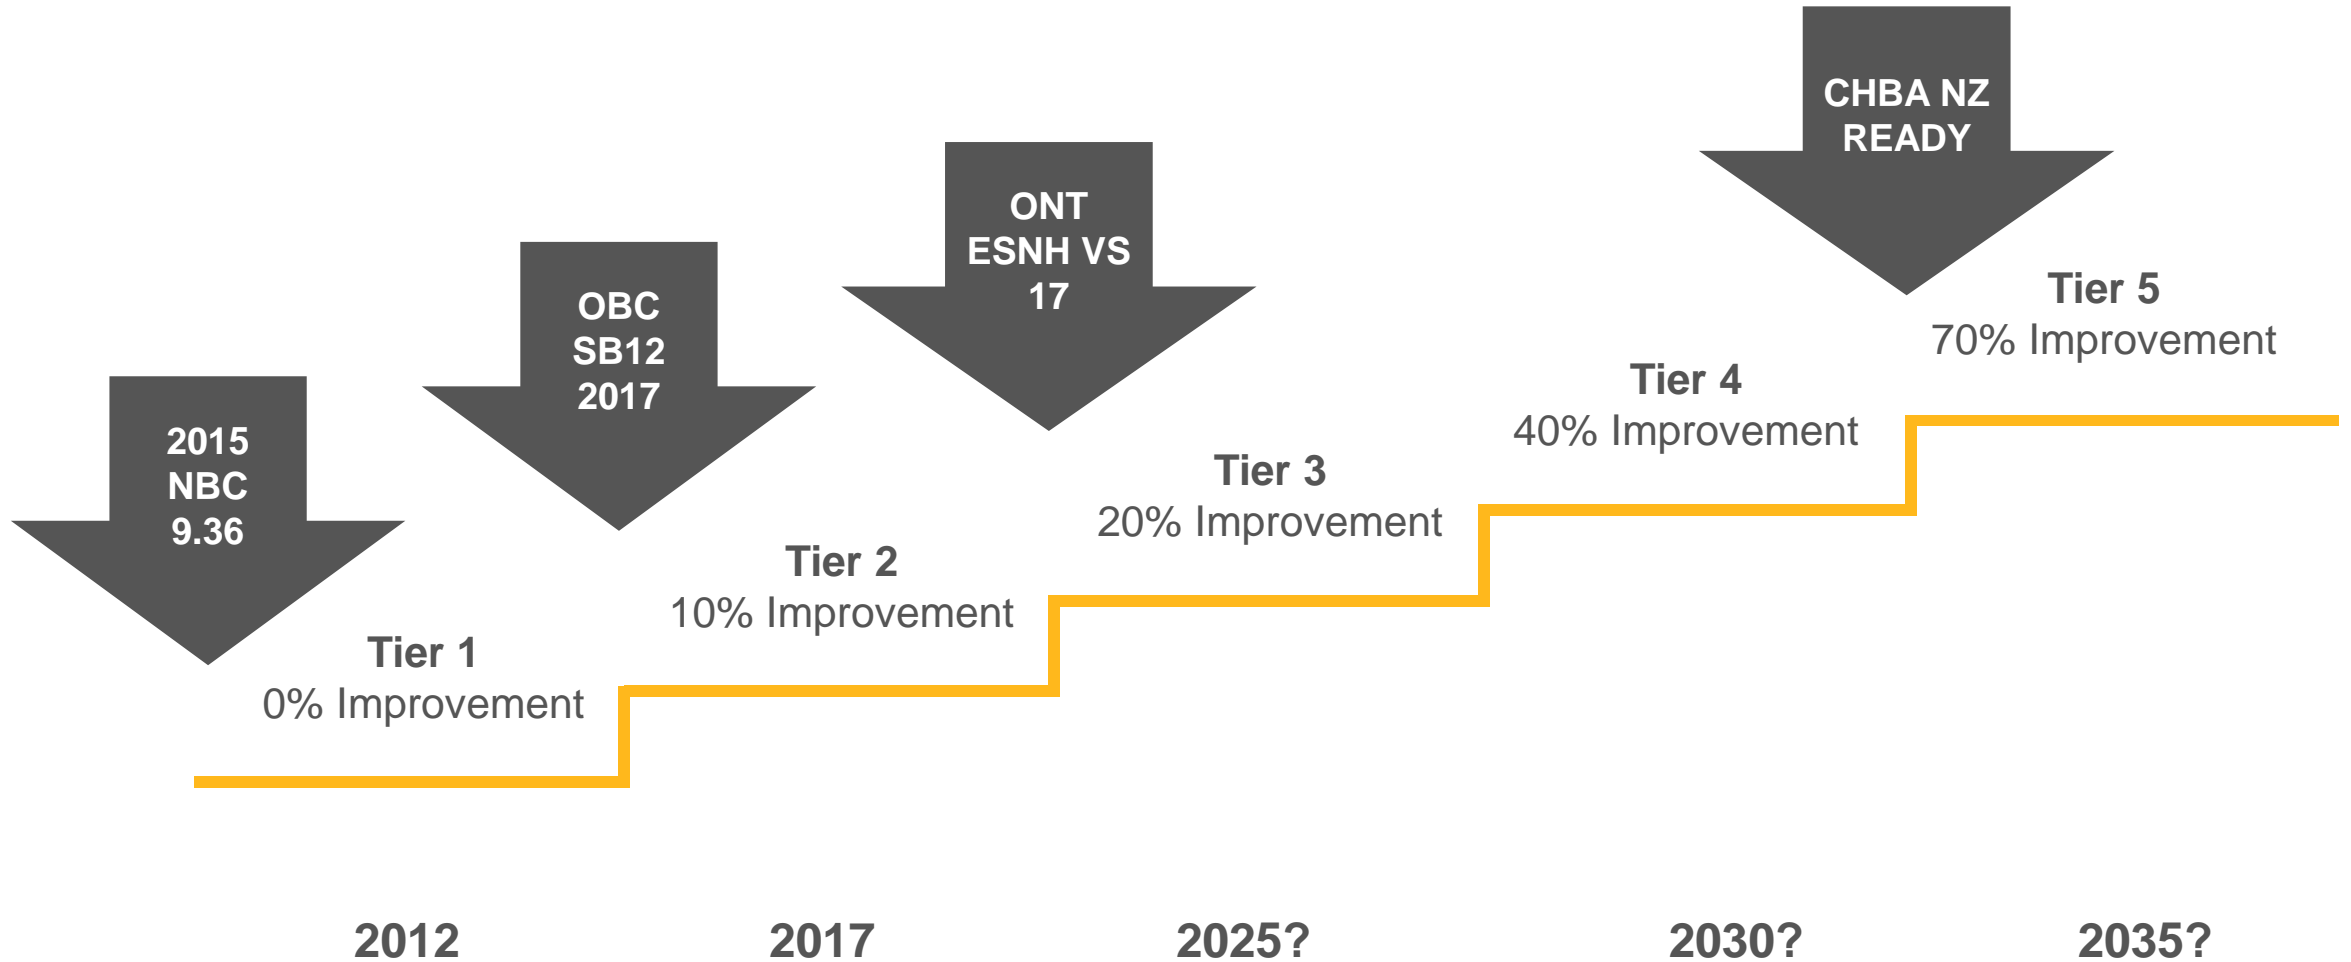 2015
NBC
9.36
OBC
SB12
2017
ONT
ESNH VS
17
CHBA NZ
READY
Tier 1
0% Improvement
Tier 2
10% Improvement
Tier 3
20% Improvement
Tier 4
40% Improvement
Tier 5
70% Improvement
2012
2017
2025?
2030?
2035?